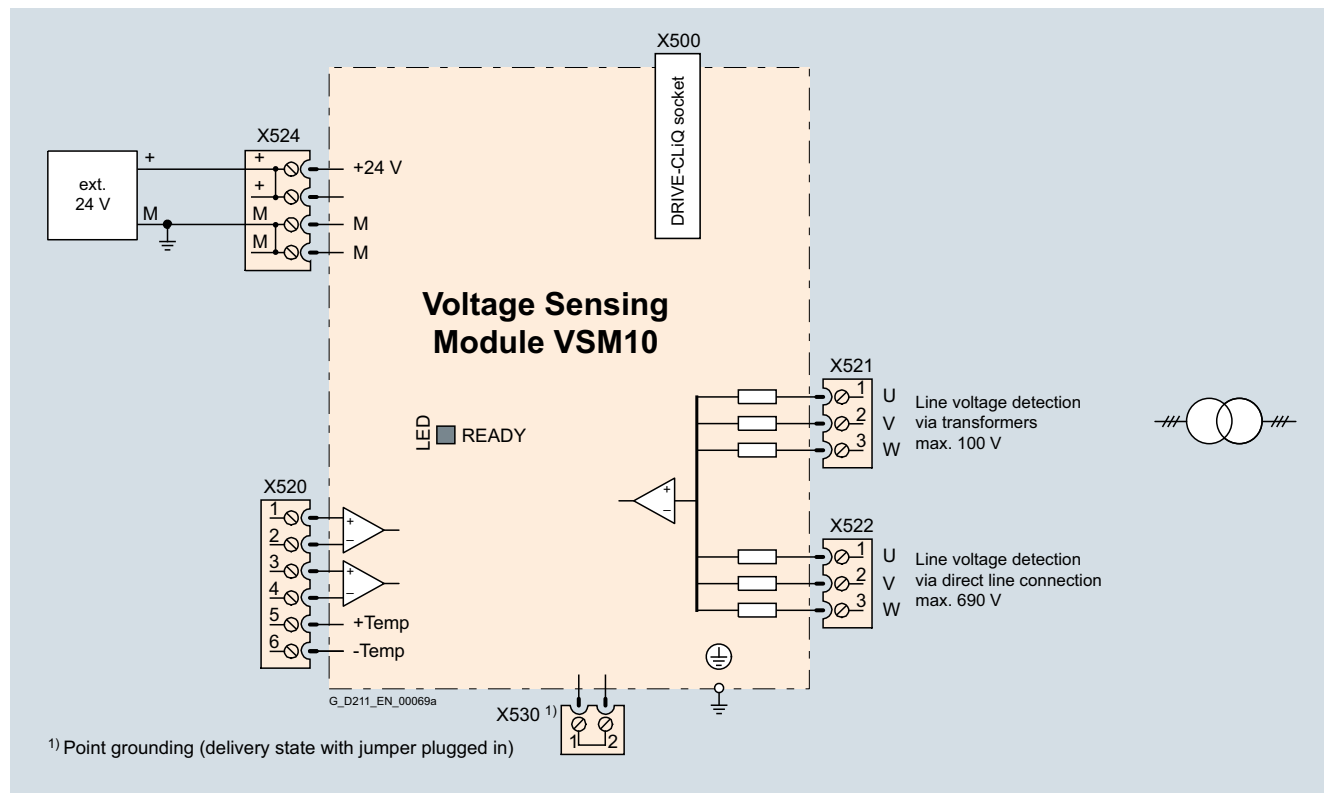 X500
DRIVE-CLiQ socket
X524
ext.
24 V
+
M
+
+
M
M
+24 V
M
M
Voltage Sensing
Module VSM10
LED
READY
X521
1
2
3
U
V
W
Line voltage detection
via transformers
max. 100 V
X520
1
2
3
4
5
6
+
–
+
–
+Temp
-Temp
+
–
X522
1
2
3
U
V
W
Line voltage detection
via direct line connection
max. 690 V
G_D211_EN_00069a
X530 1)
1
2
1) Point grounding (delivery state with jumper plugged in)